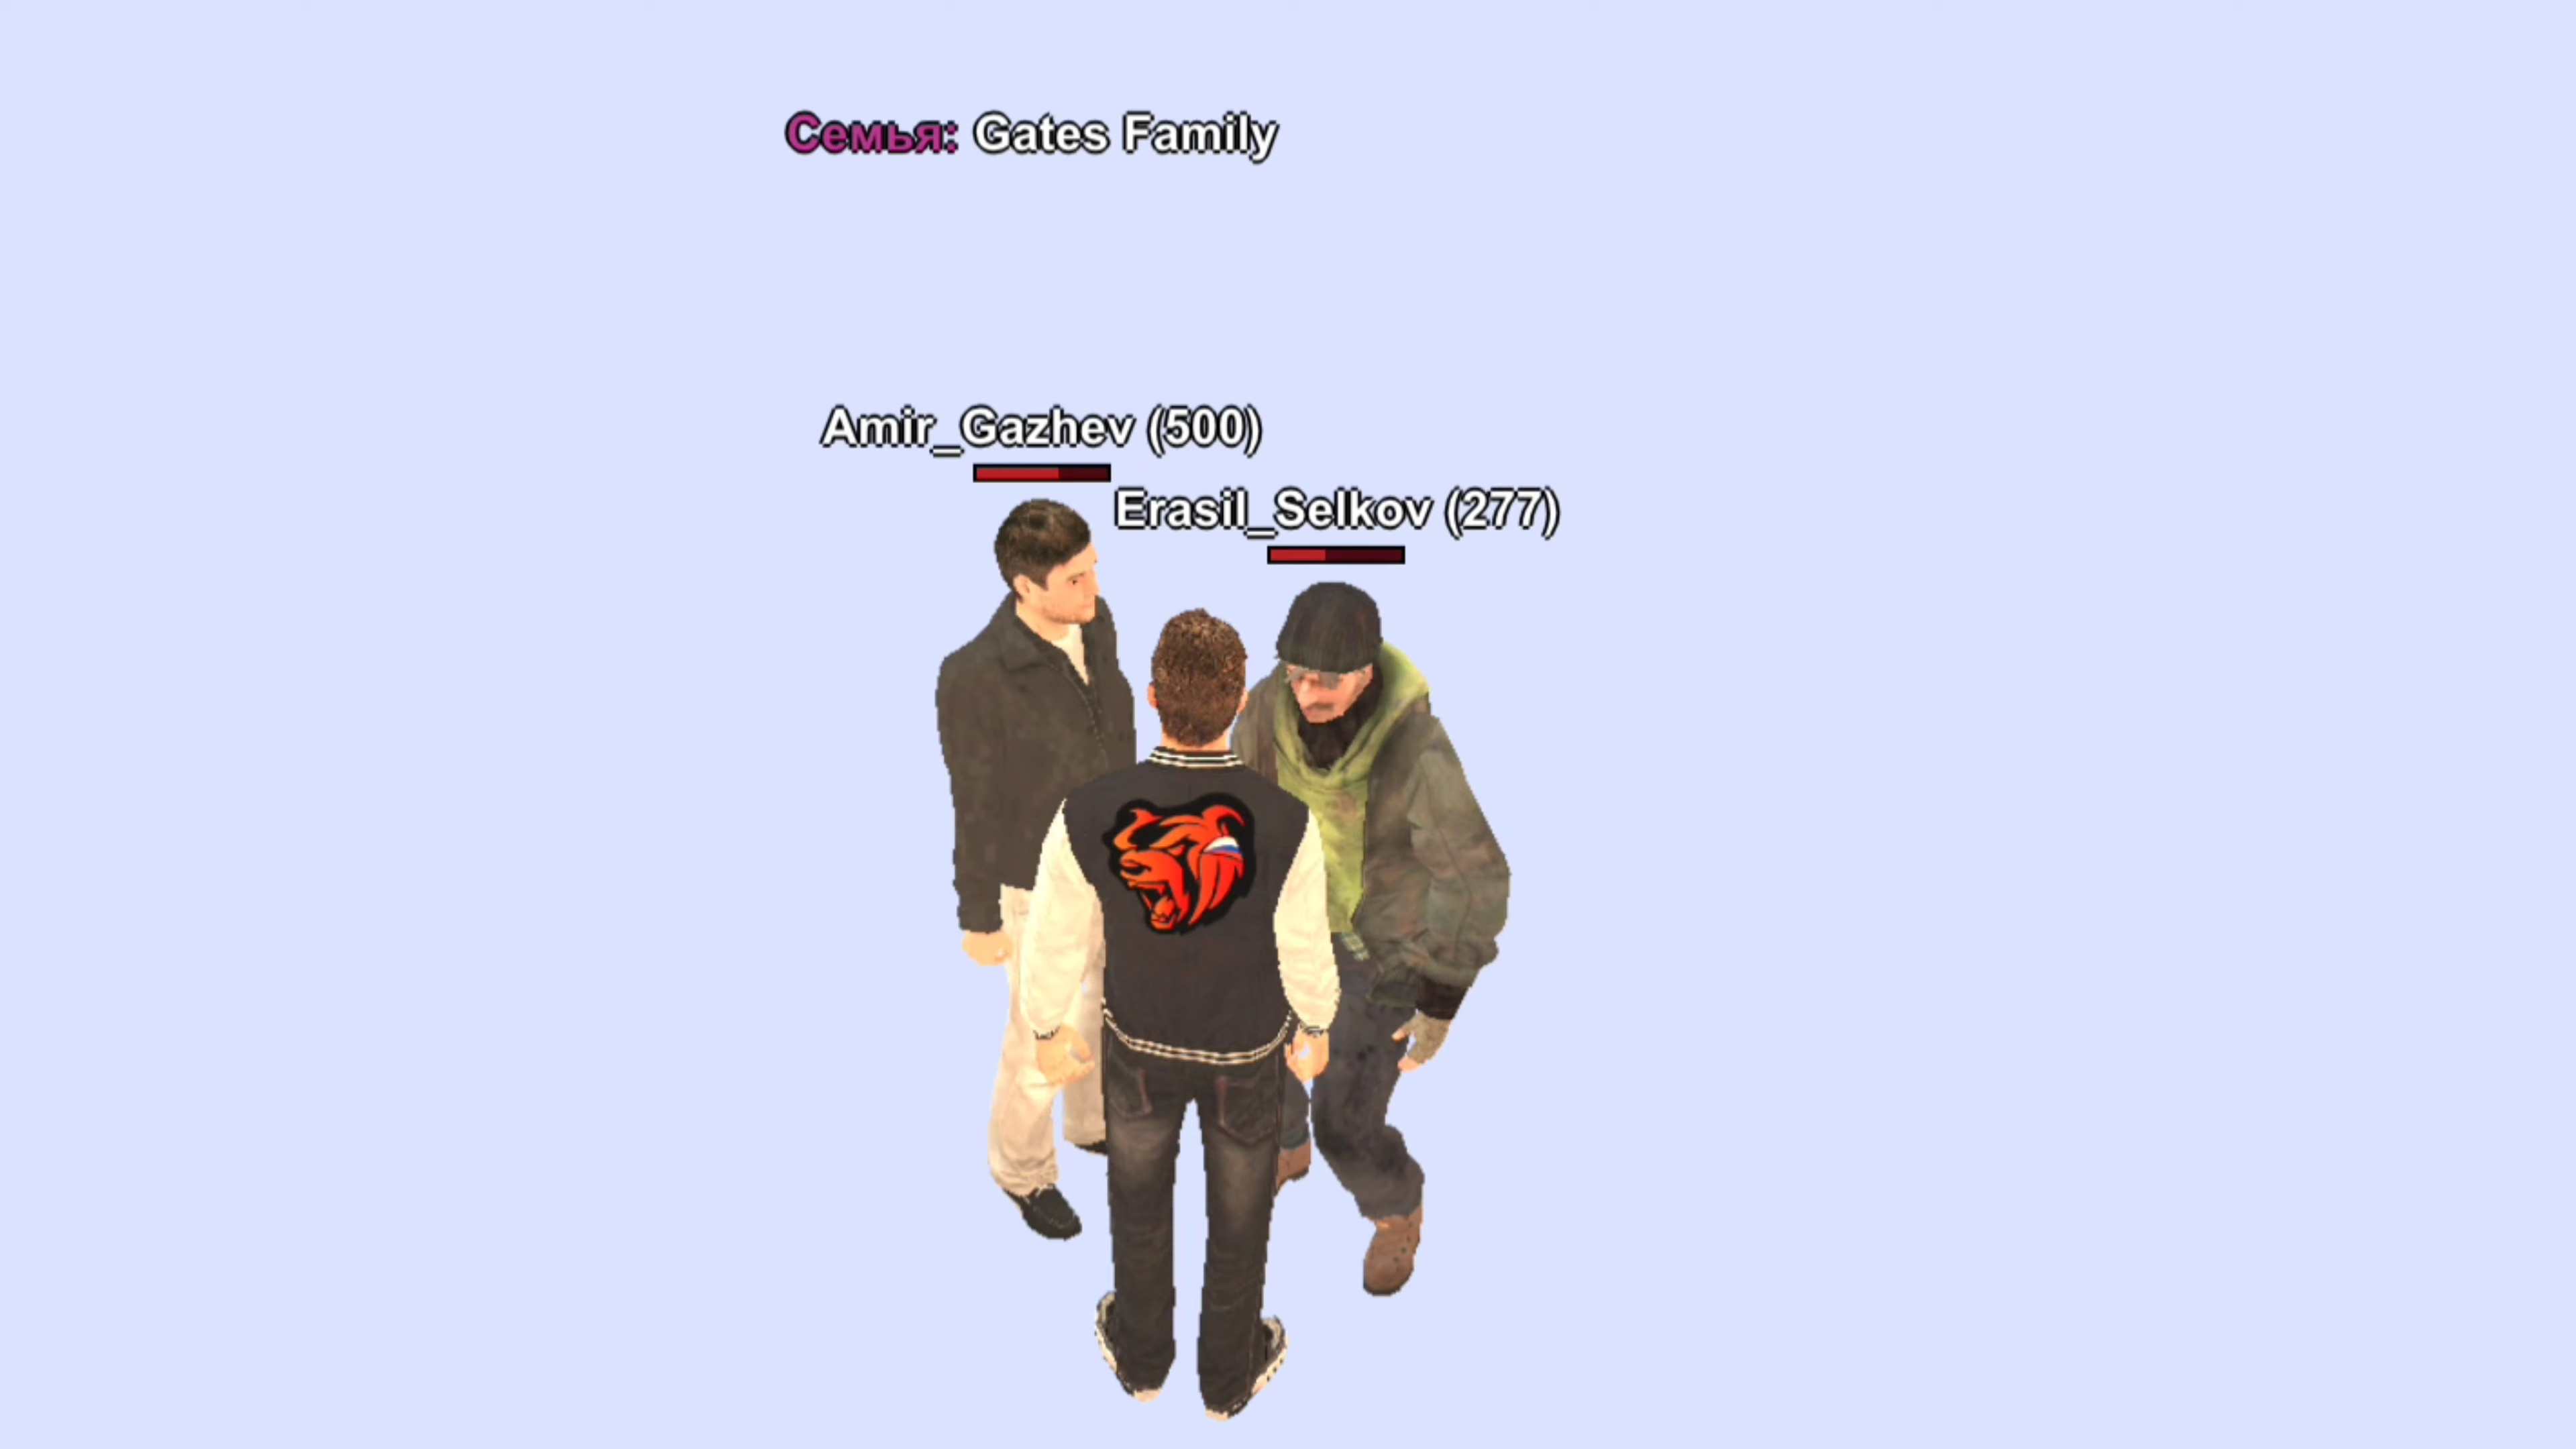 Семья: Gates Family
Amir_Gazhev (500)
Erasil_Selkov (277)